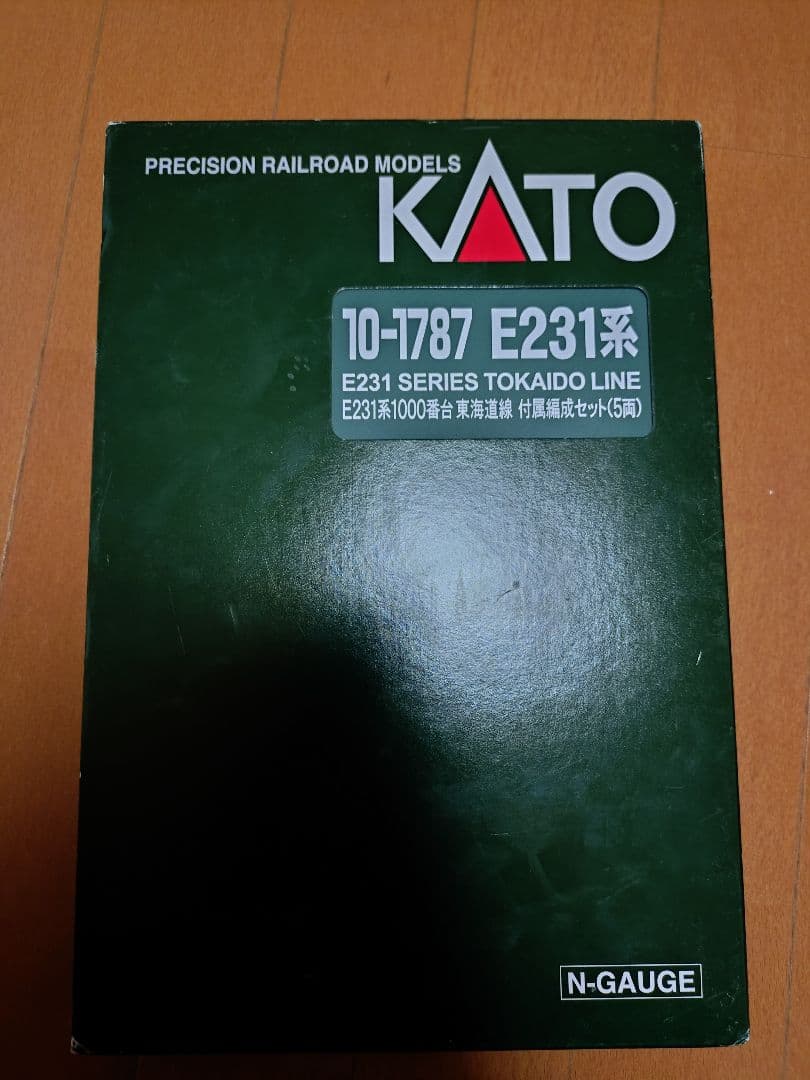 PRECISION RAILROAD MODELS
KATO
10-1787 E231系
E231 SERIES TOKAIDO LINE
E231系1000番台 東海道線 付属編成セット(5両)
N-GAUGE